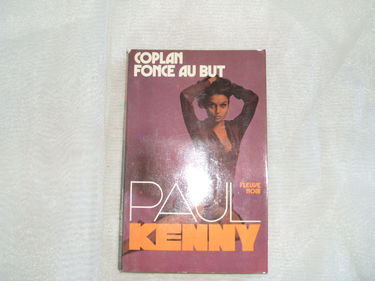 COPLAN
FONCE AU BUT
FLEUVE
NOIR
PAUL
KENNY